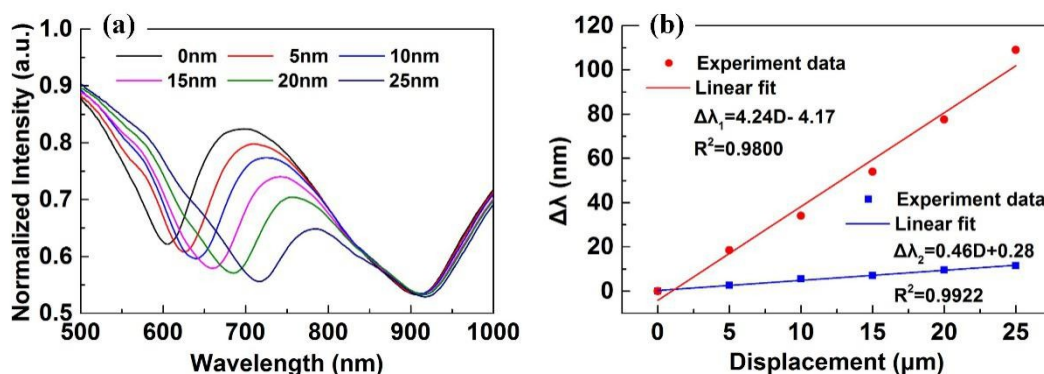 (a)
0nm 5nm 10nm
15nm 20nm 25nm
Normalized Intensity (a.u.)
1.0
0.9
0.8
0.7
0.6
0.5
500 600 700 800 900 1000
Wavelength (nm)
(b)
Experiment data
Linear fit
Δλ₁=4.24D- 4.17
R²=0.9800
Experiment data
Linear fit
Δλ₂=0.46D+0.28
R²=0.9922
Δλ (nm)
120
100
80
60
40
20
0
0 5 10 15 20 25
Displacement (μm)